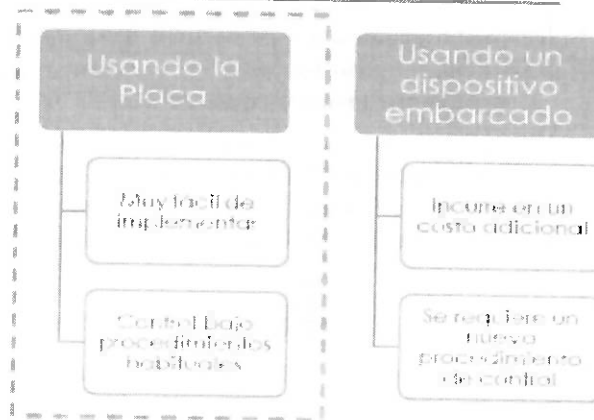 Usando la
Placa
Muy fácil de
implementar
Control bajo
procedimientos
habituales
Usando un
dispositivo
embarcado
Incurre en un
costo adicional
Se requiere un
nuevo
procedimiento
de control